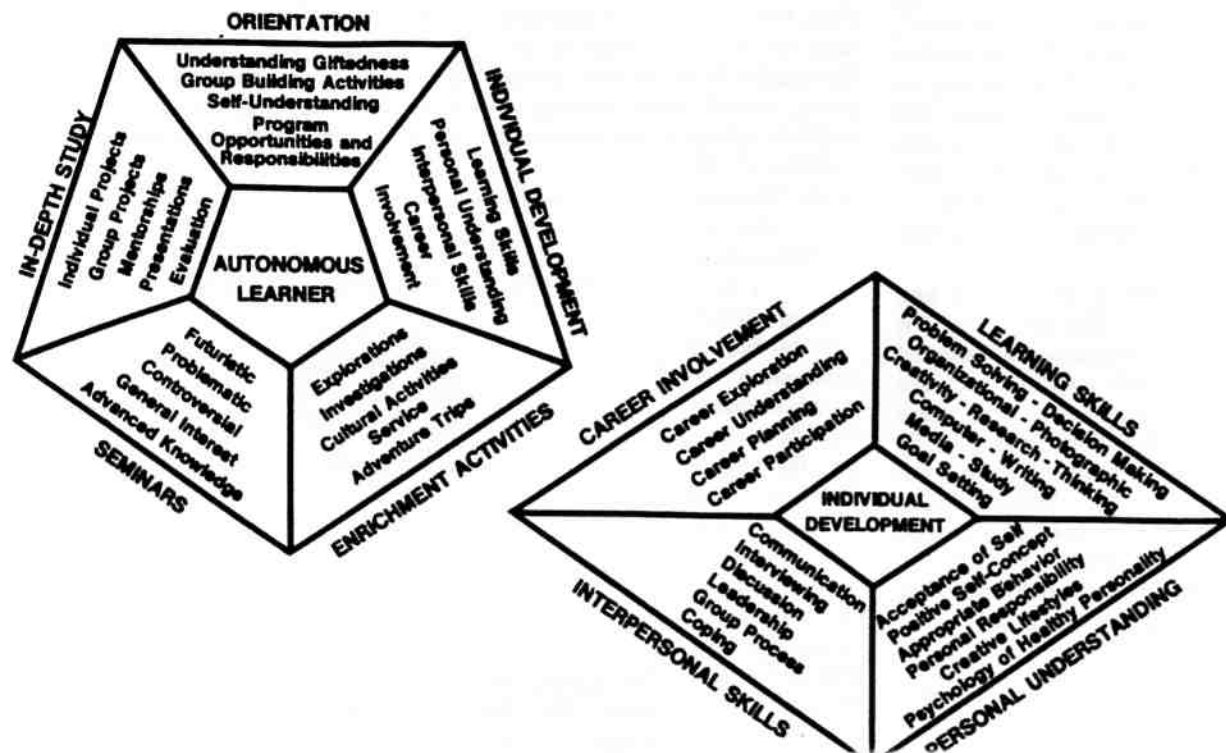 ORIENTATION
Understanding Giftedness
Group Building Activities
Self-Understanding
Program
Opportunities and
Responsibilities
INDIVIDUAL DEVELOPMENT
Learning Skills
Personal Understanding
Interpersonal Skills
Career
Involvement
IN-DEPTH STUDY
Individual Projects
Group Projects
Mentorships
Presentations
Evaluation
AUTONOMOUS
LEARNER
Futuristic
Problematic
Controversial
General Interest
Advanced Knowledge
SEMINARS
Explorations
Investigations
Cultural Activities
Service
Adventure Trips
ENRICHMENT ACTIVITIES
CAREER INVOLVEMENT
Career Exploration
Career Understanding
Career Planning
Career Participation
LEARNING SKILLS
Problem Solving - Decision Making
Organizational - Photographic
Creativity - Research - Thinking
Computer - Writing
Media - Study
Goal Setting
INDIVIDUAL
DEVELOPMENT
Communication
Interviewing
Discussion
Leadership
Group Process
Coping
INTERPERSONAL SKILLS
Acceptance of Self
Positive Self-Concept
Appropriate Behavior
Personal Responsibility
Creative Lifestyles
Psychology of Healthy Personality
PERSONAL UNDERSTANDING